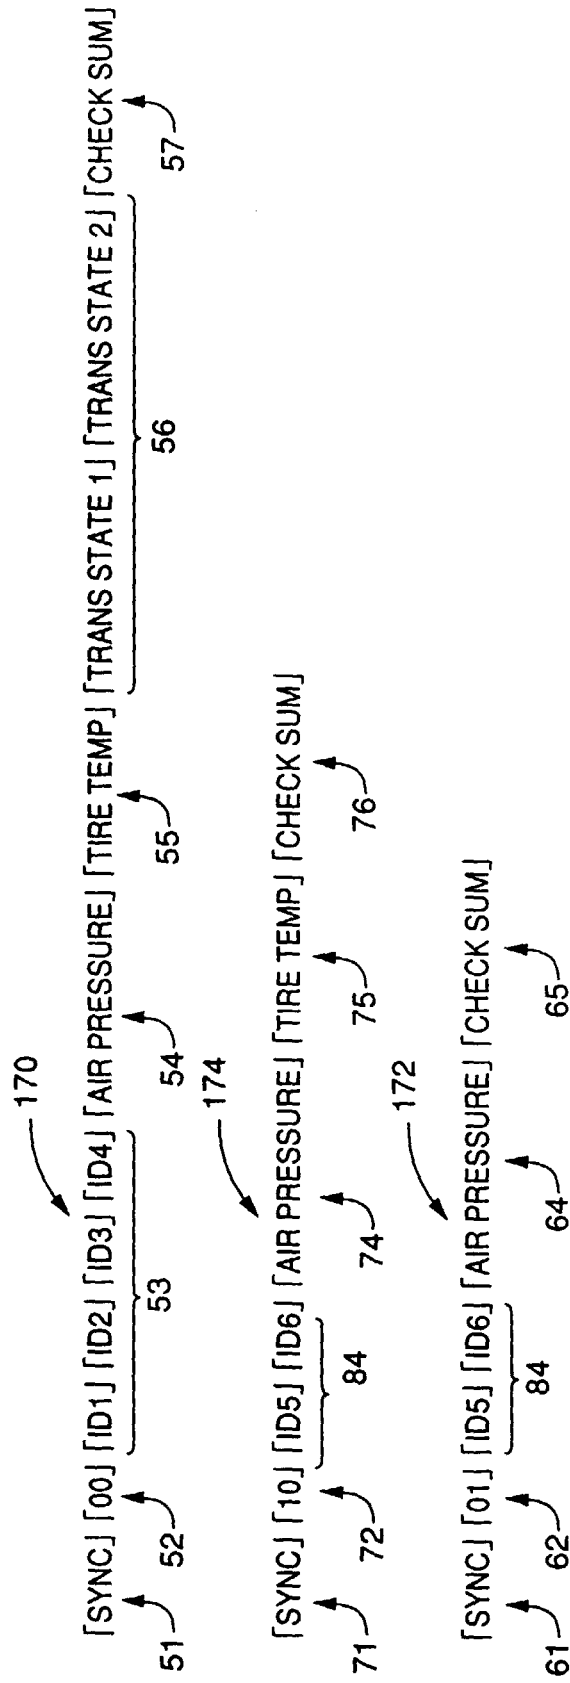 170
⌈SYNC⌋ ⌈00⌋ ⌈ID1⌋ ⌈ID2⌋ ⌈ID3⌋ ⌈ID4⌋ ⌈AIR PRESSURE⌋ ⌈TIRE TEMP⌋ ⌈TRANS STATE 1⌋ ⌈TRANS STATE 2⌋ ⌈CHECK SUM⌋
51 52 53 54 55 56 57
174
⌈SYNC⌋ ⌈10⌋ ⌈ID5⌋ ⌈ID6⌋ ⌈AIR PRESSURE⌋ ⌈TIRE TEMP⌋ ⌈CHECK SUM⌋
71 72 84 74 75 76
172
⌈SYNC⌋ ⌈01⌋ ⌈ID5⌋ ⌈ID6⌋ ⌈AIR PRESSURE⌋ ⌈CHECK SUM⌋
61 62 84 64 65